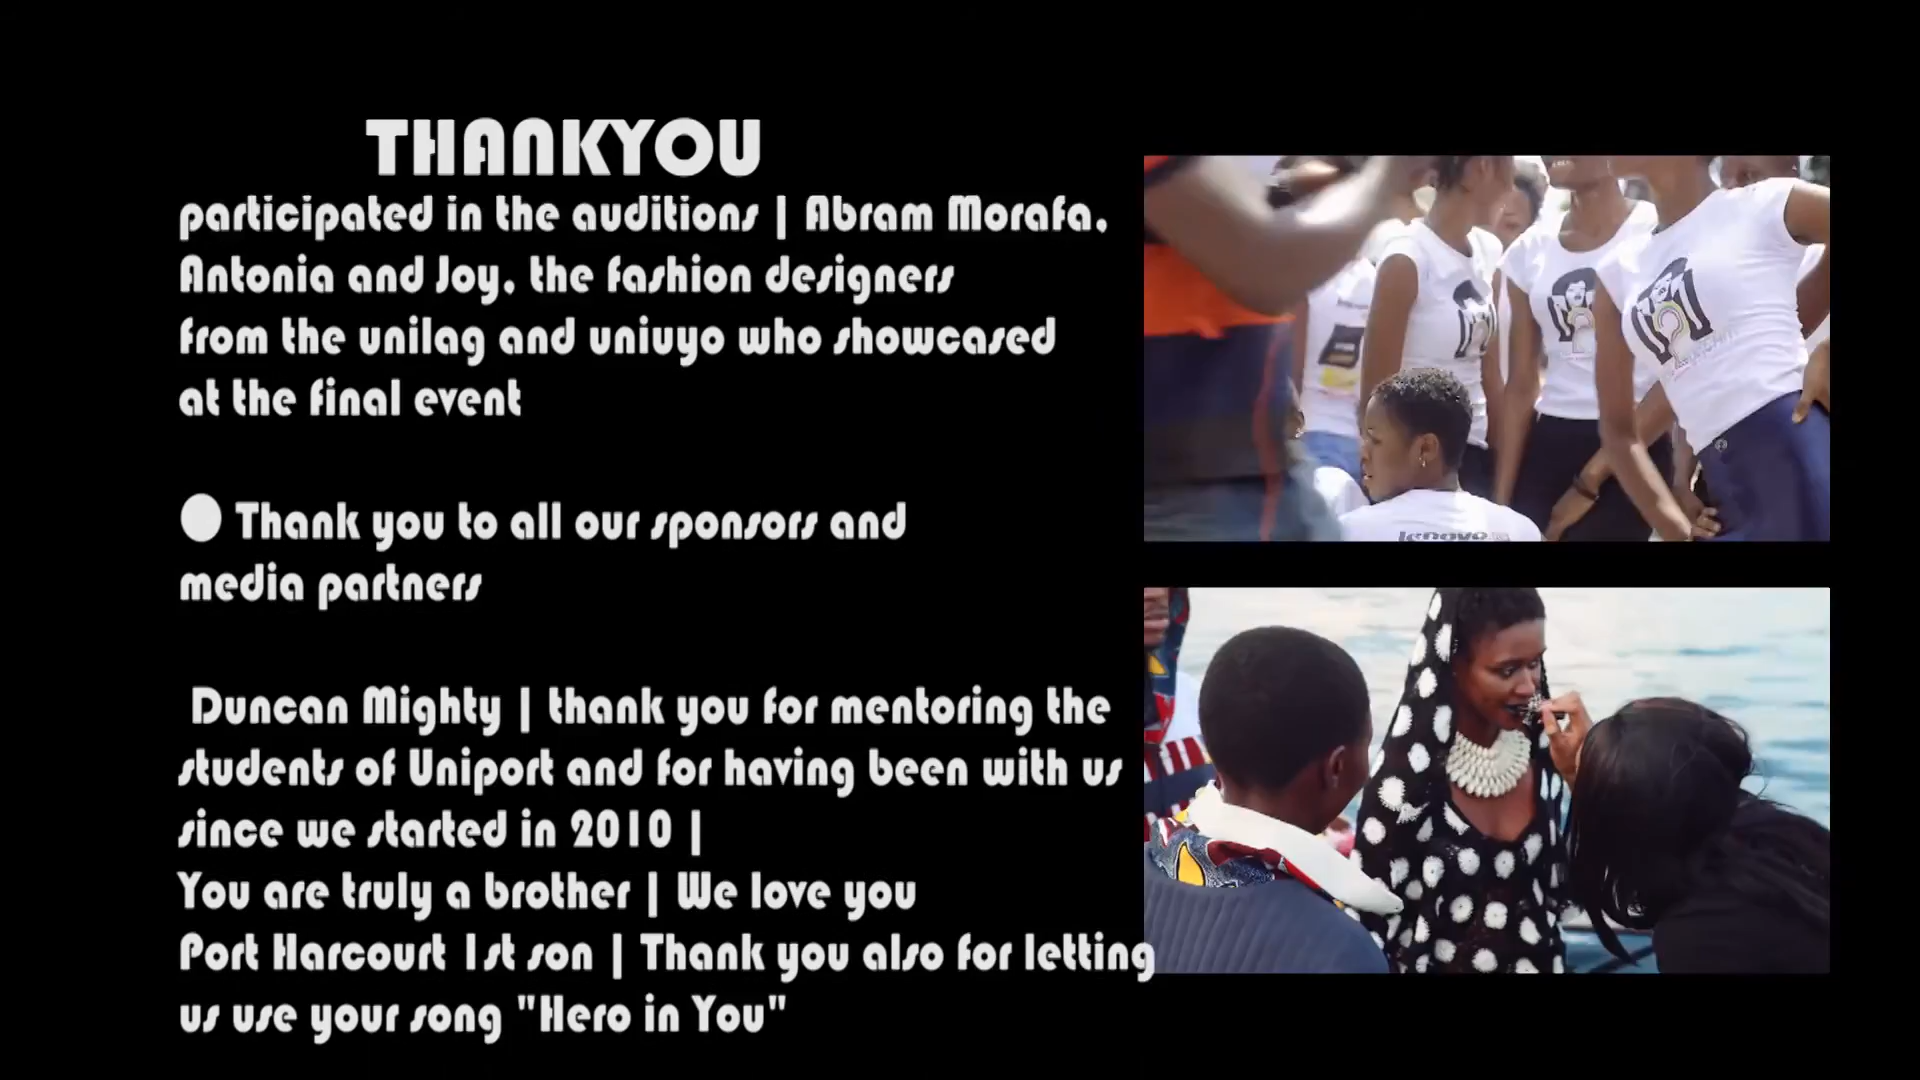 THANKYOU
participated in the auditions | Abram Morafa,
Antonia and Joy, the fashion designers
from the unilag and uniuyo who showcased
at the final event
● Thank you to all our sponsors and
media partners
Duncan Mighty | thank you for mentoring the
students of Uniport and for having been with us
since we started in 2010 |
You are truly a brother | We love you
Port Harcourt 1st son | Thank you also for letting
us use your song "Hero in You"
lenovo